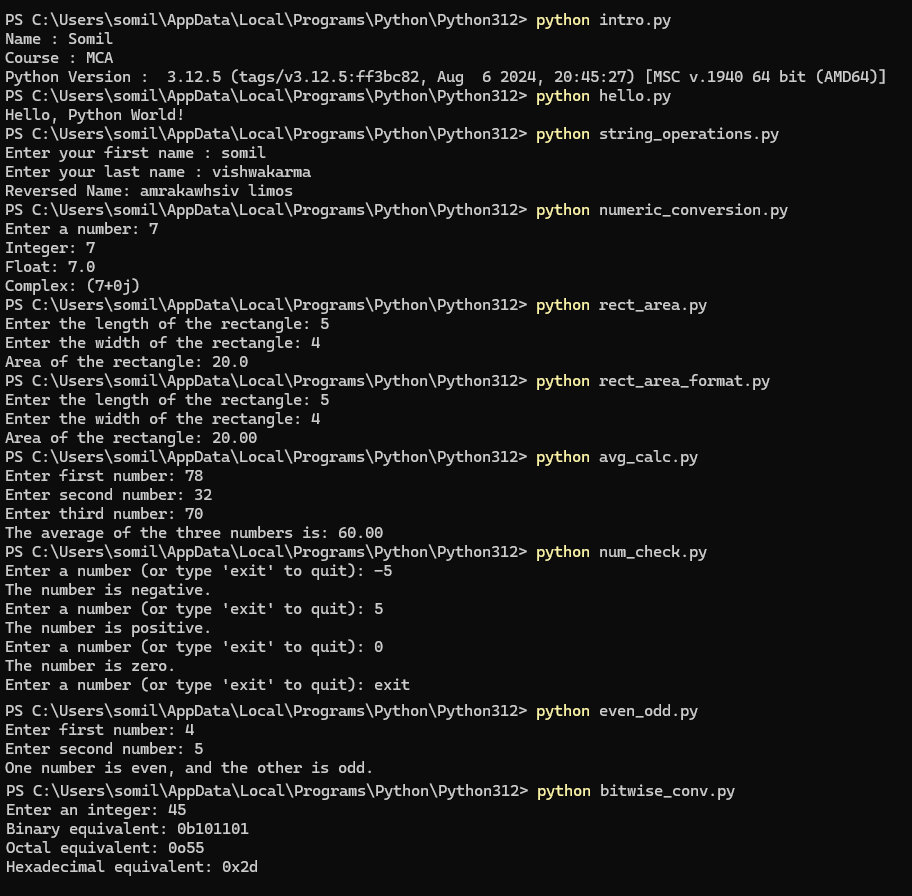 PS C:\Users\somil\AppData\Local\Programs\Python\Python312> python intro.py
Name : Somil
Course : MCA
Python Version :  3.12.5 (tags/v3.12.5:ff3bc82, Aug  6 2024, 20:45:27) [MSC v.1940 64 bit (AMD64)]
PS C:\Users\somil\AppData\Local\Programs\Python\Python312> python hello.py
Hello, Python World!
PS C:\Users\somil\AppData\Local\Programs\Python\Python312> python string_operations.py
Enter your first name : somil
Enter your last name : vishwakarma
Reversed Name: amrakawhsiv limos
PS C:\Users\somil\AppData\Local\Programs\Python\Python312> python numeric_conversion.py
Enter a number: 7
Integer: 7
Float: 7.0
Complex: (7+0j)
PS C:\Users\somil\AppData\Local\Programs\Python\Python312> python rect_area.py
Enter the length of the rectangle: 5
Enter the width of the rectangle: 4
Area of the rectangle: 20.0
PS C:\Users\somil\AppData\Local\Programs\Python\Python312> python rect_area_format.py
Enter the length of the rectangle: 5
Enter the width of the rectangle: 4
Area of the rectangle: 20.00
PS C:\Users\somil\AppData\Local\Programs\Python\Python312> python avg_calc.py
Enter first number: 78
Enter second number: 32
Enter third number: 70
The average of the three numbers is: 60.00
PS C:\Users\somil\AppData\Local\Programs\Python\Python312> python num_check.py
Enter a number (or type 'exit' to quit): -5
The number is negative.
Enter a number (or type 'exit' to quit): 5
The number is positive.
Enter a number (or type 'exit' to quit): 0
The number is zero.
Enter a number (or type 'exit' to quit): exit
PS C:\Users\somil\AppData\Local\Programs\Python\Python312> python even_odd.py
Enter first number: 4
Enter second number: 5
One number is even, and the other is odd.
PS C:\Users\somil\AppData\Local\Programs\Python\Python312> python bitwise_conv.py
Enter an integer: 45
Binary equivalent: 0b101101
Octal equivalent: 0o55
Hexadecimal equivalent: 0x2d